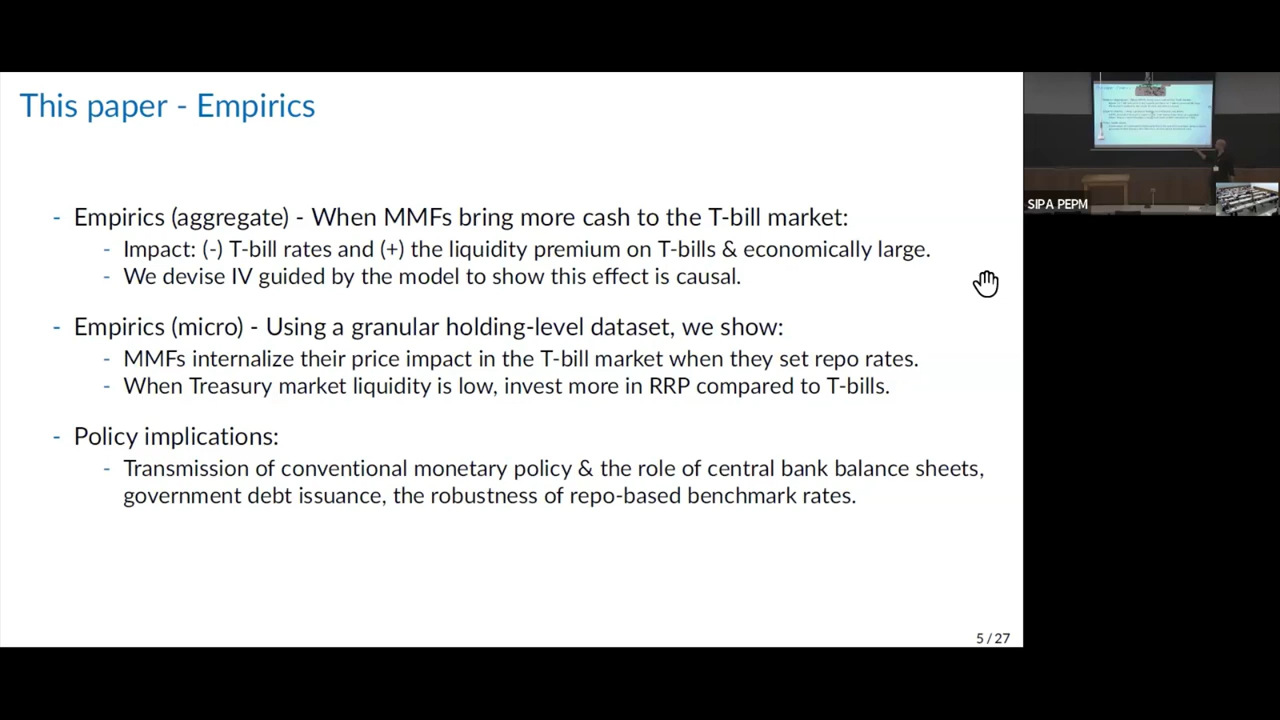 This paper - Empirics
- Empirics (aggregate) - When MMFs bring more cash to the T-bill market:
- Impact: (-) T-bill rates and (+) the liquidity premium on T-bills & economically large.
- We devise IV guided by the model to show this effect is causal.
- Empirics (micro) - Using a granular holding-level dataset, we show:
- MMFs internalize their price impact in the T-bill market when they set repo rates.
- When Treasury market liquidity is low, invest more in RRP compared to T-bills.
- Policy implications:
- Transmission of conventional monetary policy & the role of central bank balance sheets,
government debt issuance, the robustness of repo-based benchmark rates.
5 / 27
SIPA PEPM